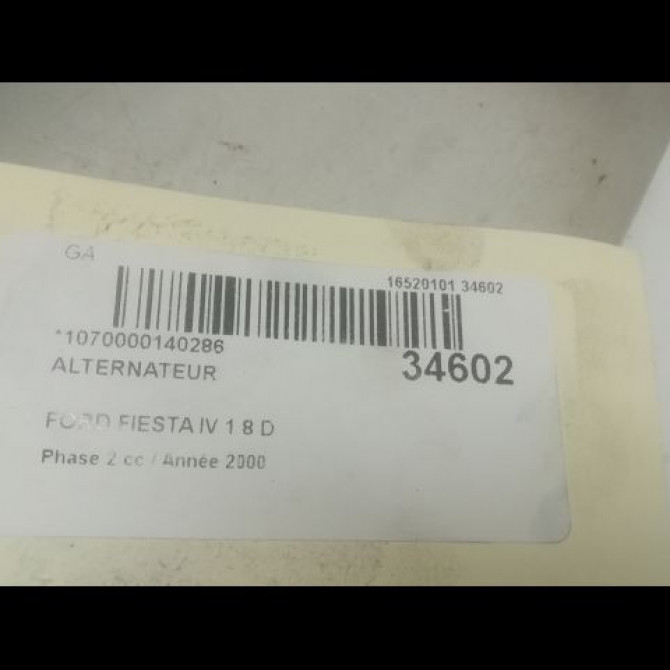 GA
16520101 34602
*1070000140286
34602
ALTERNATEUR
FORD FIESTA IV 1 8 D
Phase 2 cc / Année 2000